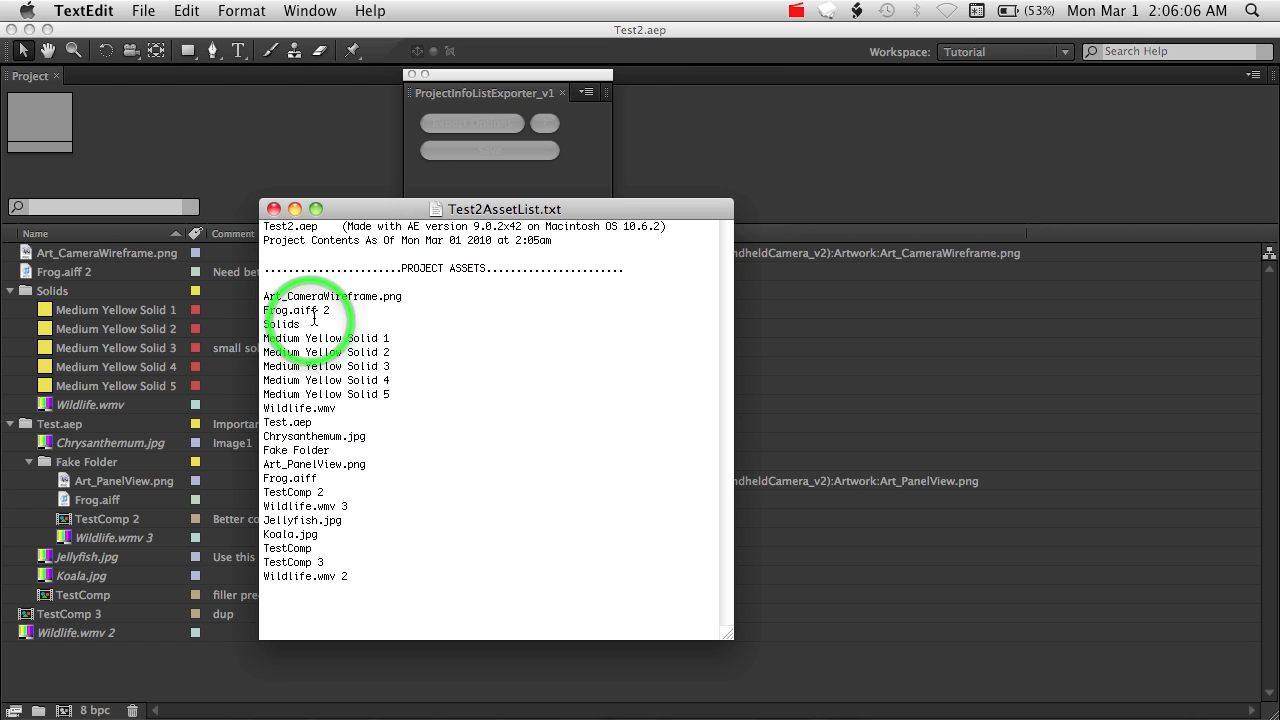 TextEdit File Edit Format Window Help (53%) Mon Mar 1 2:06:06 AM
Test2.aep
Workspace: Tutorial Search Help
Project
ProjectInfoListExporter_v1
Test2AssetList.txt
Test2.aep (Made with AE version 9.0.2x42 on Macintosh OS 10.6.2)
Project Contents As Of Mon Mar 01 2010 at 2:05am
.......................PROJECT ASSETS.......................
Art_CameraWireframe.png
Frog.aiff 2
Solids
Medium Yellow Solid 1
Medium Yellow Solid 2
Medium Yellow Solid 3
Medium Yellow Solid 4
Medium Yellow Solid 5
Wildlife.wmv
Test.aep
Chrysanthemum.jpg
Fake Folder
Art_PanelView.png
Frog.aiff
TestComp 2
Wildlife.wmv 3
Jellyfish.jpg
Koala.jpg
TestComp
TestComp 3
Wildlife.wmv 2
Name Comment
Art_CameraWireframe.png ndheldCamera_v2):Artwork:Art_CameraWireframe.png
Frog.aiff 2 Need bet
Solids
Medium Yellow Solid 1
Medium Yellow Solid 2
Medium Yellow Solid 3 small so
Medium Yellow Solid 4
Medium Yellow Solid 5
Wildlife.wmv
Test.aep Important
Chrysanthemum.jpg Image1
Fake Folder
Art_PanelView.png ndheldCamera_v2):Artwork:Art_PanelView.png
Frog.aiff
TestComp 2 Better co
Wildlife.wmv 3
Jellyfish.jpg Use this
Koala.jpg
TestComp filler pre
TestComp 3 dup
Wildlife.wmv 2
8 bpc